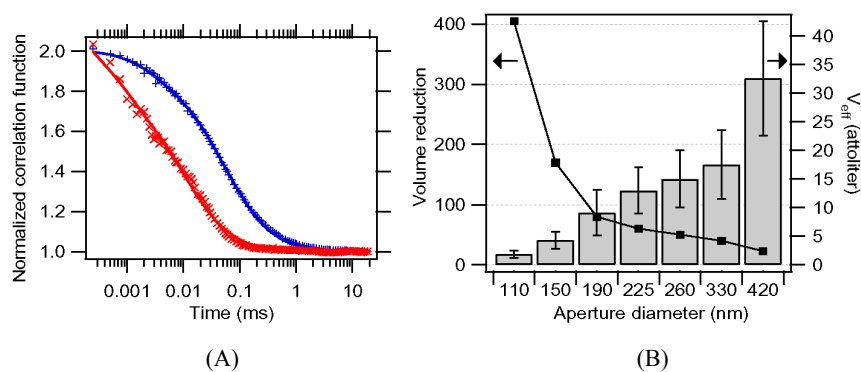 2.0
1.8
1.6
1.4
1.2
1.0
Normalized correlation function
0.001 0.01 0.1 1 10
Time (ms)
(A)
B
400
300
200
100
0
Volume reduction
40
35
30
25
20
15
10
5
0
V eff (attoliter)
110 150 190 225 260 330 420
Aperture diameter (nm)
(B)